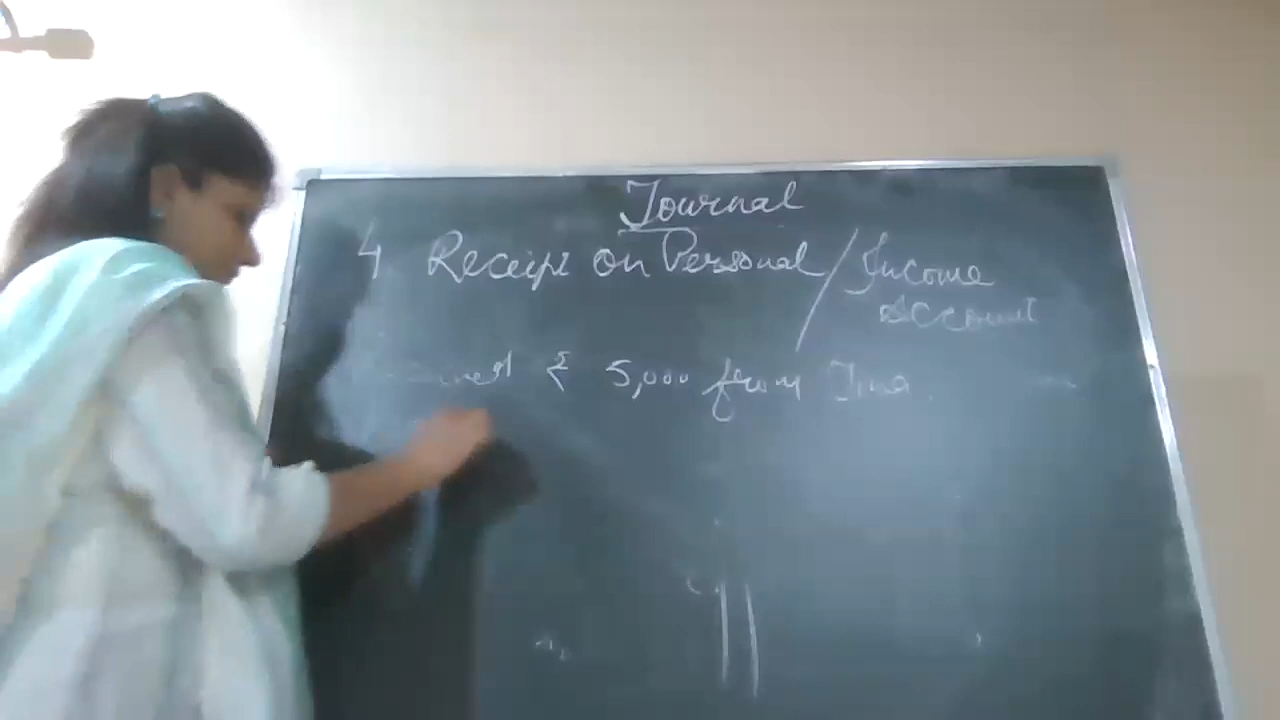 Journal
4 Receipt on Personal / Income
Account
₹ 5,000 from